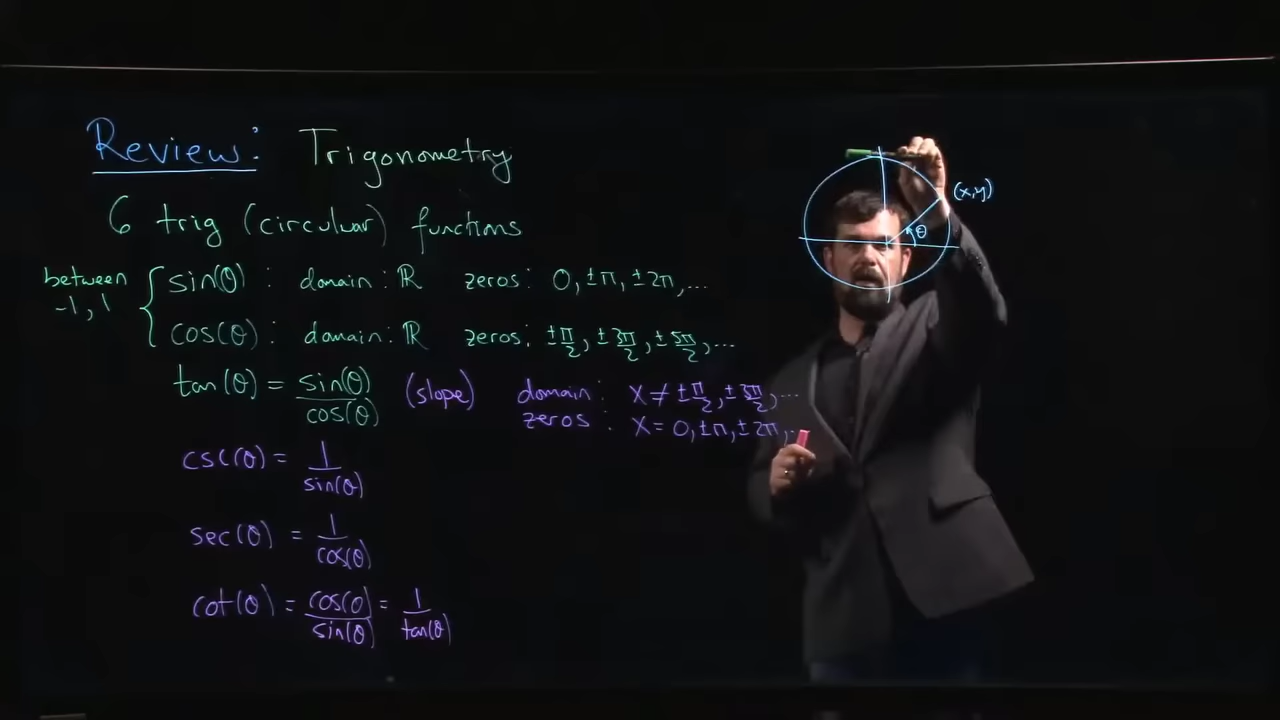 Review: Trigonometry
6 trig (circular) functions
between -1, 1
sin(θ) : domain: ℝ zeros: 0, ±π, ±2π, ...
cos(θ) : domain: ℝ zeros: ±π/2, ±3π/2, ±5π/2, ...
tan(θ) = sin(θ)/cos(θ) (slope) domain: x ≠ ±π/2, ±3π/2, ...
zeros: x = 0, ±π, ±2π, ...
csc(θ) = 1/sin(θ)
sec(θ) = 1/cos(θ)
cot(θ) = cos(θ)/sin(θ) = 1/tan(θ)
(x,y)
θ